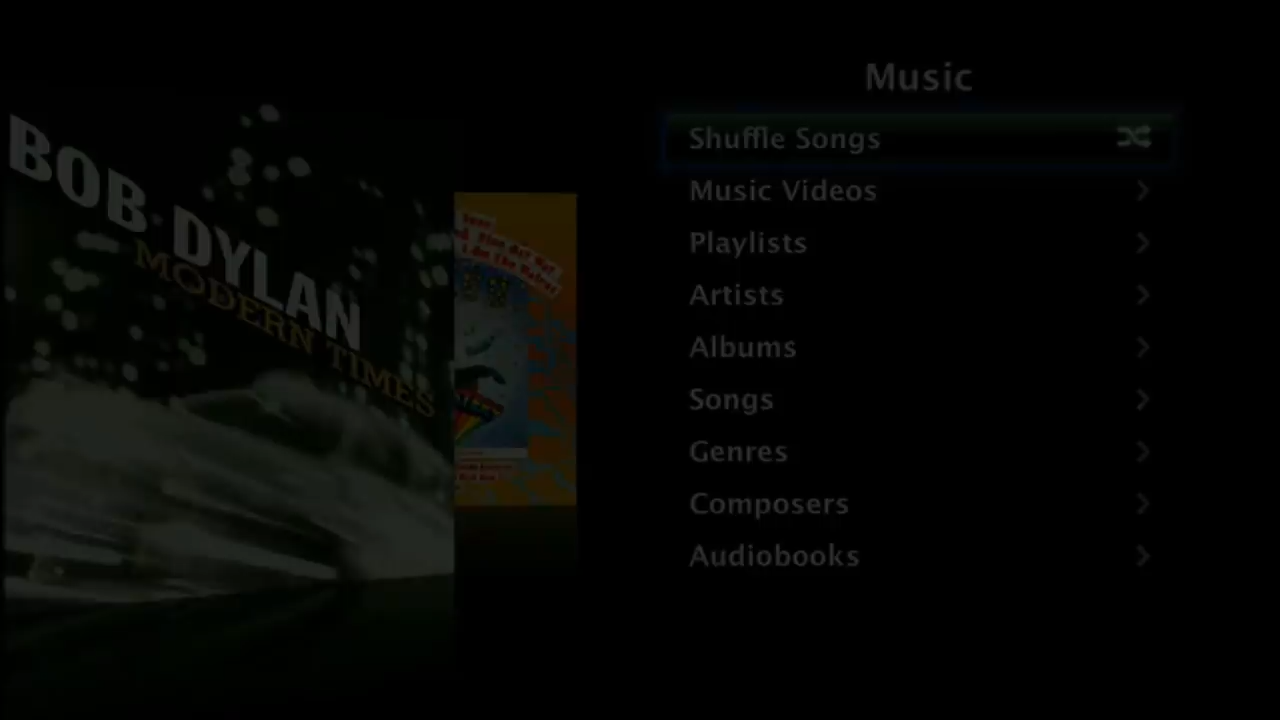 Music
Shuffle Songs
Music Videos
Playlists
Artists
Albums
Songs
Genres
Composers
Audiobooks
BOB DYLAN
MODERN TIMES